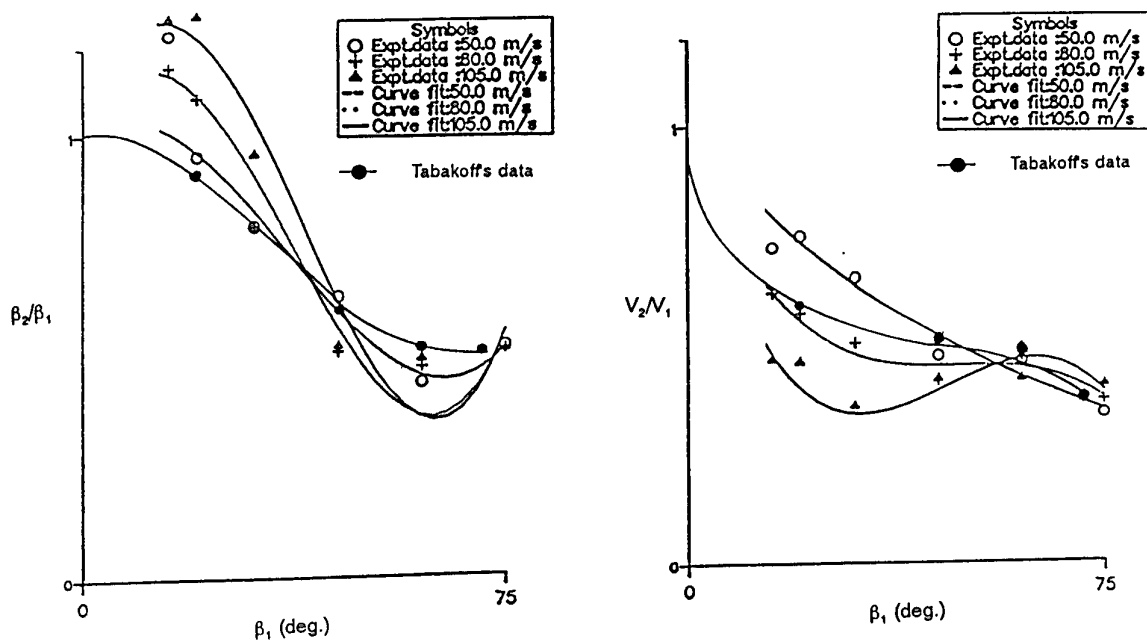 Symbols
Expt.data :50.0 m/s
Expt.data :80.0 m/s
Expt.data :105.0 m/s
Curve fit:50.0 m/s
Curve fit:80.0 m/s
Curve fit:105.0 m/s
Tabakoff's data
1
β2/β1
0
0
75
β1 (deg.)
Symbols
Expt.data :50.0 m/s
Expt.data :80.0 m/s
Expt.data :105.0 m/s
Curve fit:50.0 m/s
Curve fit:80.0 m/s
Curve fit:105.0 m/s
Tabakoff's data
1
V2/V1
0
0
75
β1 (deg.)